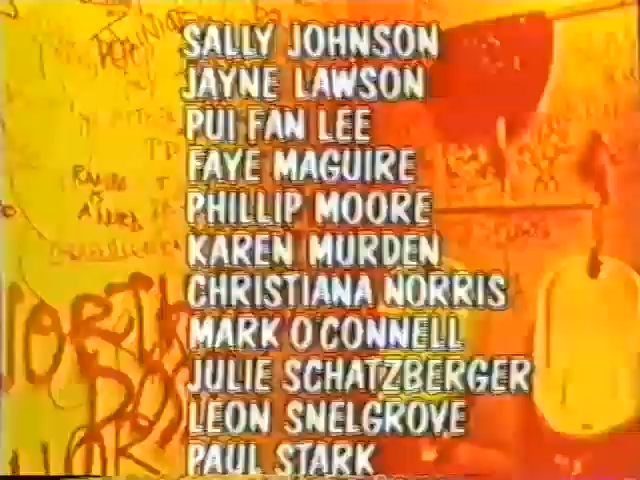 SALLY JOHNSON
JAYNE LAWSON
PUI FAN LEE
FAYE MAGUIRE
PHILLIP MOORE
KAREN MURDEN
CHRISTIANA NORRIS
MARK O'CONNELL
JULIE SCHATZBERGER
LEON SNELGROVE
PAUL STARK